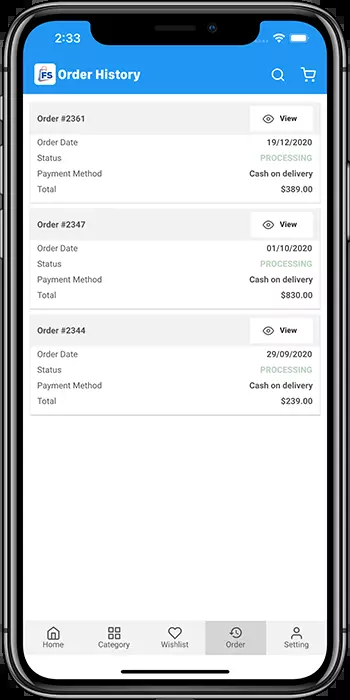 2:33
FS Order History
Order #2361 View
Order Date 19/12/2020
Status PROCESSING
Payment Method Cash on delivery
Total $389.00
Order #2347 View
Order Date 01/10/2020
Status PROCESSING
Payment Method Cash on delivery
Total $830.00
Order #2344 View
Order Date 29/09/2020
Status PROCESSING
Payment Method Cash on delivery
Total $239.00
Home Category Wishlist Order Setting